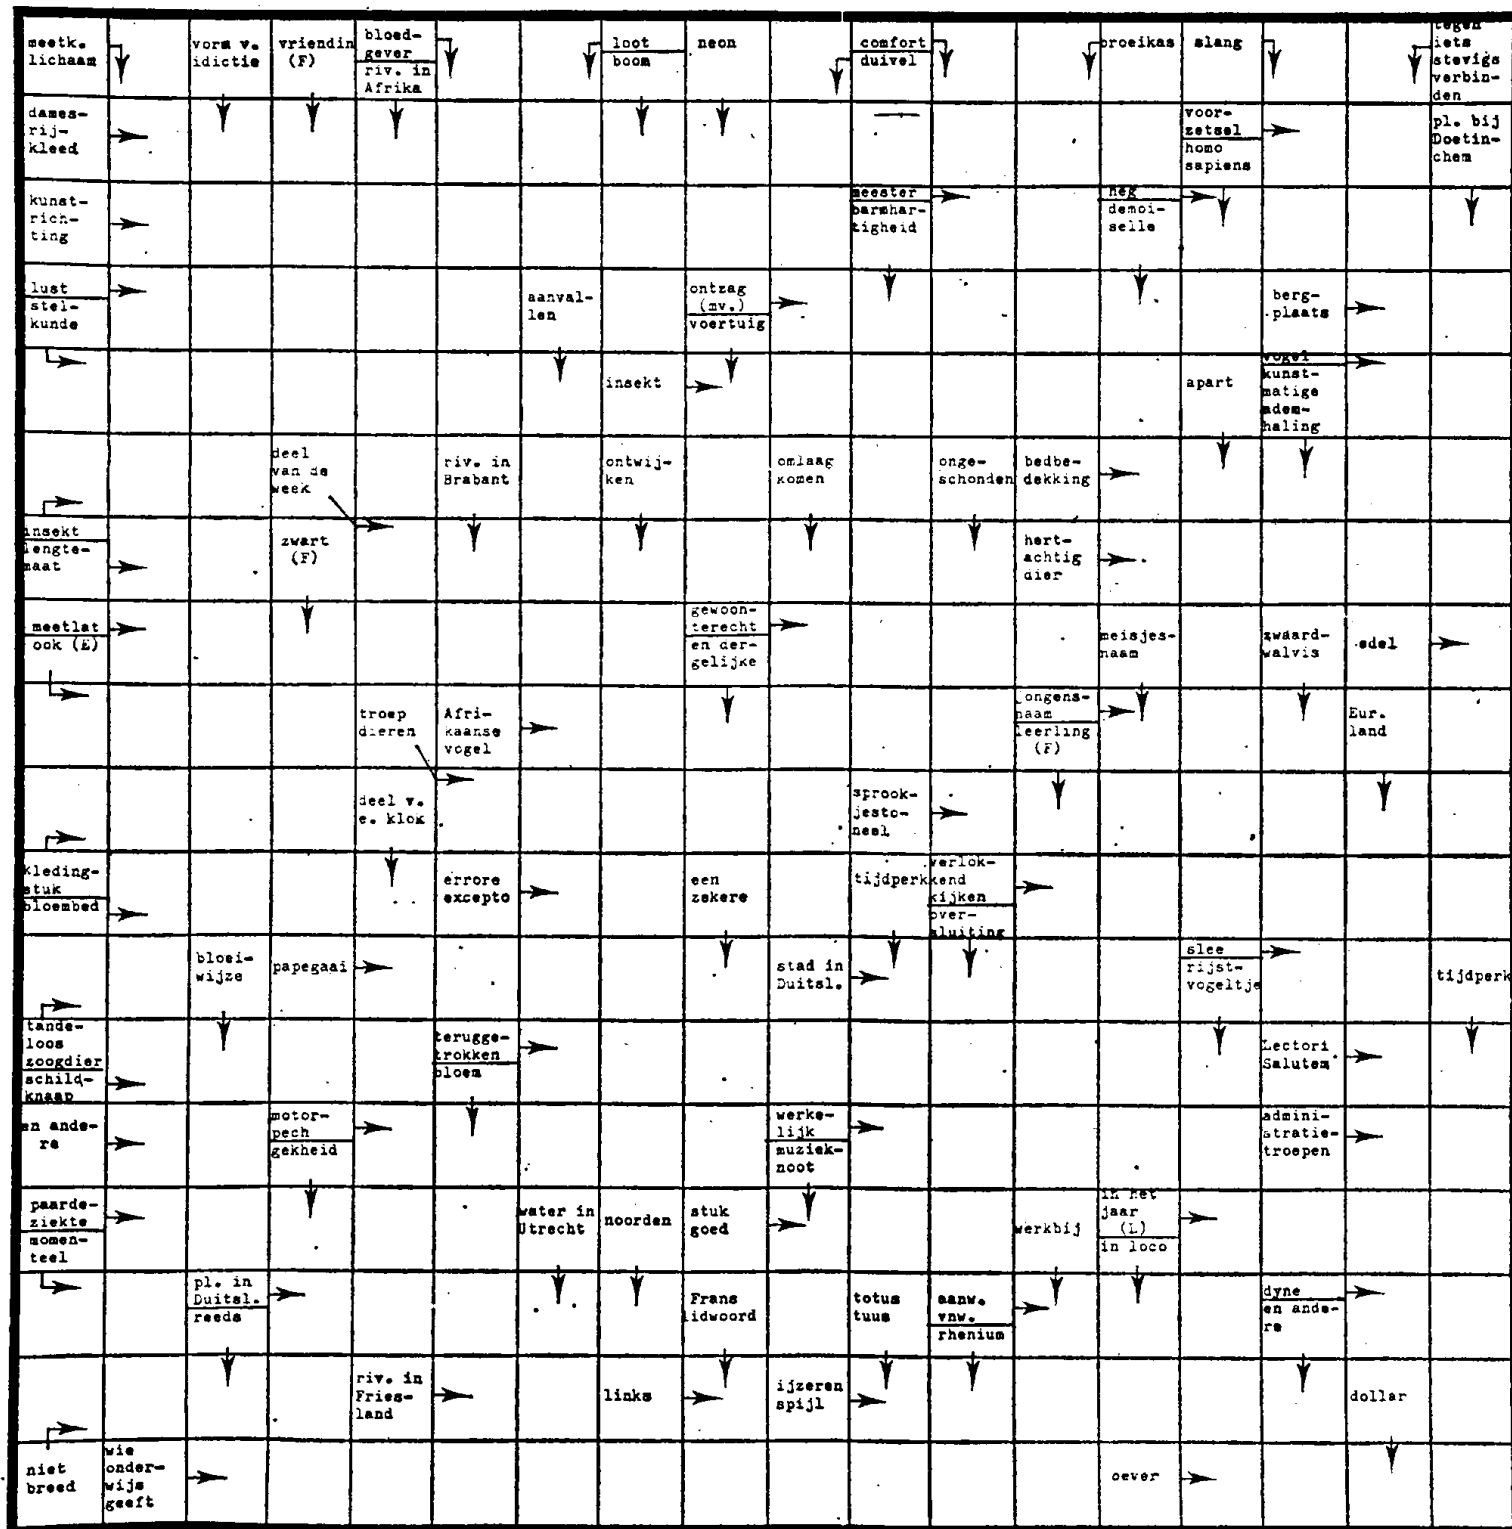 meetk.
lichaam
vorm v.
idictie
vriendin
(F)
bloed-
gever
riv. in
Afrika
loot
boom
neon
comfort
duivel
broeikas
slang
tegen
iets
stevigs
verbin-
den
dames-
rij-
kleed
voor-
zetsel
homo
sapiens
pl. bij
Doetin-
chem
kunst-
rich-
ting
meester
barmhar-
tigheid
heg
demoi-
selle
lust
stel-
kunde
aanval-
len
ontzag
(mv.)
voertuig
berg-
plaats
insekt
apart
vogel
kunst-
matige
adem-
haling
deel
van de
week
riv. in
Brabant
ontwij-
ken
omlaag
komen
onge-
schonden
bedbe-
dekking
insekt
lengte-
maat
zwart
(F)
hert-
achtig
dier
meetlat
ook (E)
gewoon-
terecht
en der-
gelijke
meisjes-
naam
zwaard-
walvis
edel
troep
dieren
Afri-
kaanse
vogel
jongens-
naam
leerling
(F)
Eur.
land
deel v.
e. klok
sprook-
jesto-
neel
kleding-
stuk
bloembed
errore
excepto
een
zekere
tijdperk
verlok-
kend
kijken
over-
sluiting
bloei-
wijze
papegaai
stad in
Duitsl.
slee
rijst-
vogeltje
tijdperk
tande-
loos
zoogdier
schild-
knaap
terugge-
trokken
bloem
Lectori
Salutem
en ande-
re
motor-
pech
gekheid
werke-
lijk
muziek-
noot
admini-
stratie-
troepen
paarde-
ziekte
momen-
teel
water in
Utrecht
noorden
stuk
goed
werkbij
in het
jaar
(L)
in loco
pl. in
Duitsl.
reeds
Frans
lidwoord
totus
tuus
aanw.
vnw.
rhenium
dyne
en ande-
re
riv. in
Fries-
land
links
ijzeren
spijl
dollar
niet
breed
wie
onder-
wijs
geeft
oever